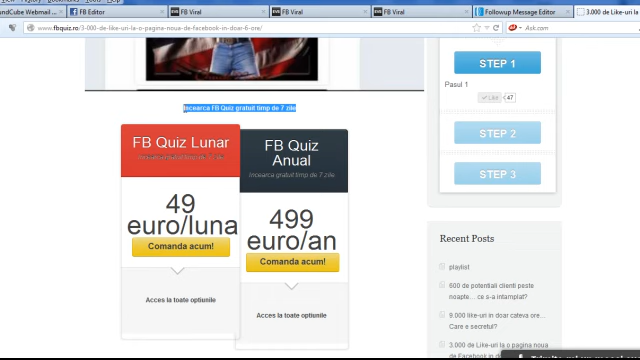 oundCube Webmail ...
FB Editor
FB Viral
FB Viral
FB Viral
Followup Message Editor
3.000 de Like-uri la
www.fbquiz.ro/3-000-de-like-uri-la-o-pagina-noua-de-facebook-in-doar-6-ore/
Ask.com
STEP 1
Pasul 1
Like
47
Incearca FB Quiz gratuit timp de 7 zile
STEP 2
STEP 3
FB Quiz Lunar
Incearca gratuit timp de 7 zile
49
euro/luna
Comanda acum!
Acces la toate optiunile
FB Quiz
Anual
Incearca gratuit timp de 7 zile
499
euro/an
Comanda acum!
Acces la toate optiunile
Recent Posts
playlist
600 de potentiali clienti peste
noapte... ce s-a intamplat?
9.000 like-uri in doar cateva ore...
Care e secretul?
3.000 de Like-uri la o pagina
noua de Facebook in doar 6